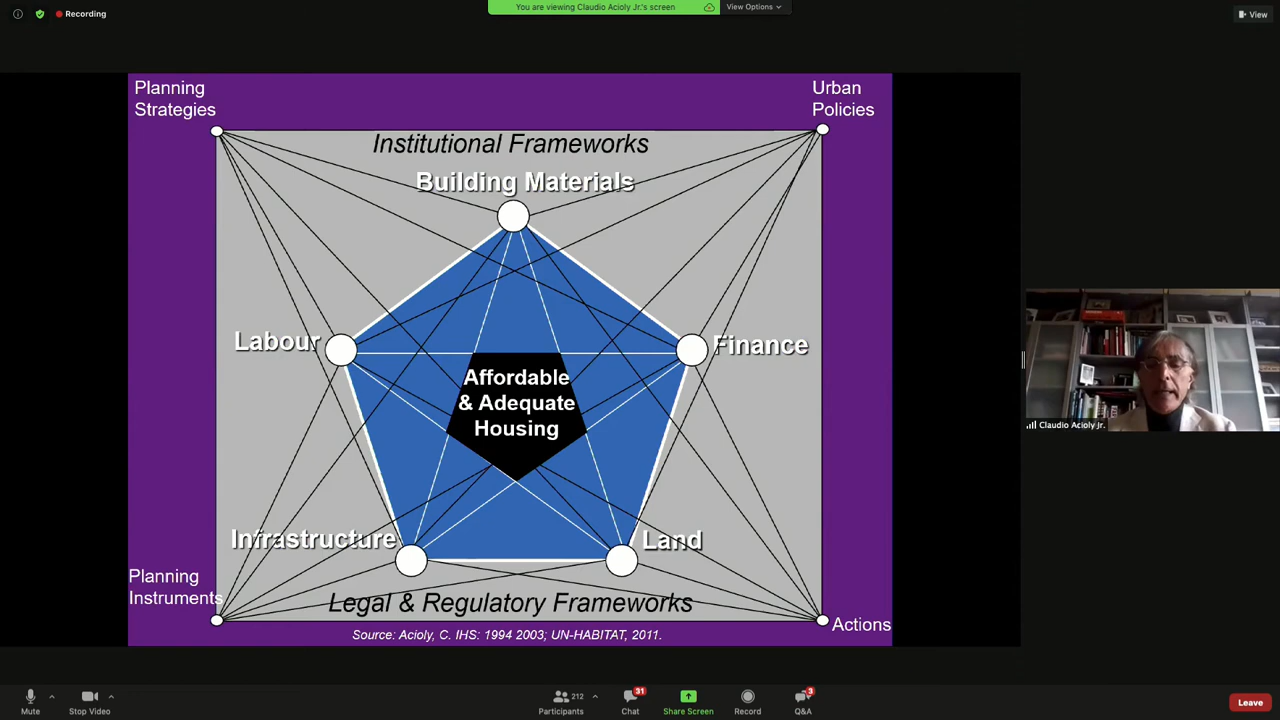 Recording
You are viewing Claudio Acioly Jr.'s screen
View Options
View
Planning
Strategies
Urban
Policies
Institutional Frameworks
Building Materials
Labour
Finance
Affordable
& Adequate
Housing
Claudio Acioly Jr.
Infrastructure
Land
Planning
Instruments
Legal & Regulatory Frameworks
Actions
Source: Acioly, C. IHS: 1994 2003; UN-HABITAT, 2011.
212
31
3
Mute
Stop Video
Participants
Chat
Share Screen
Record
Q&A
Leave